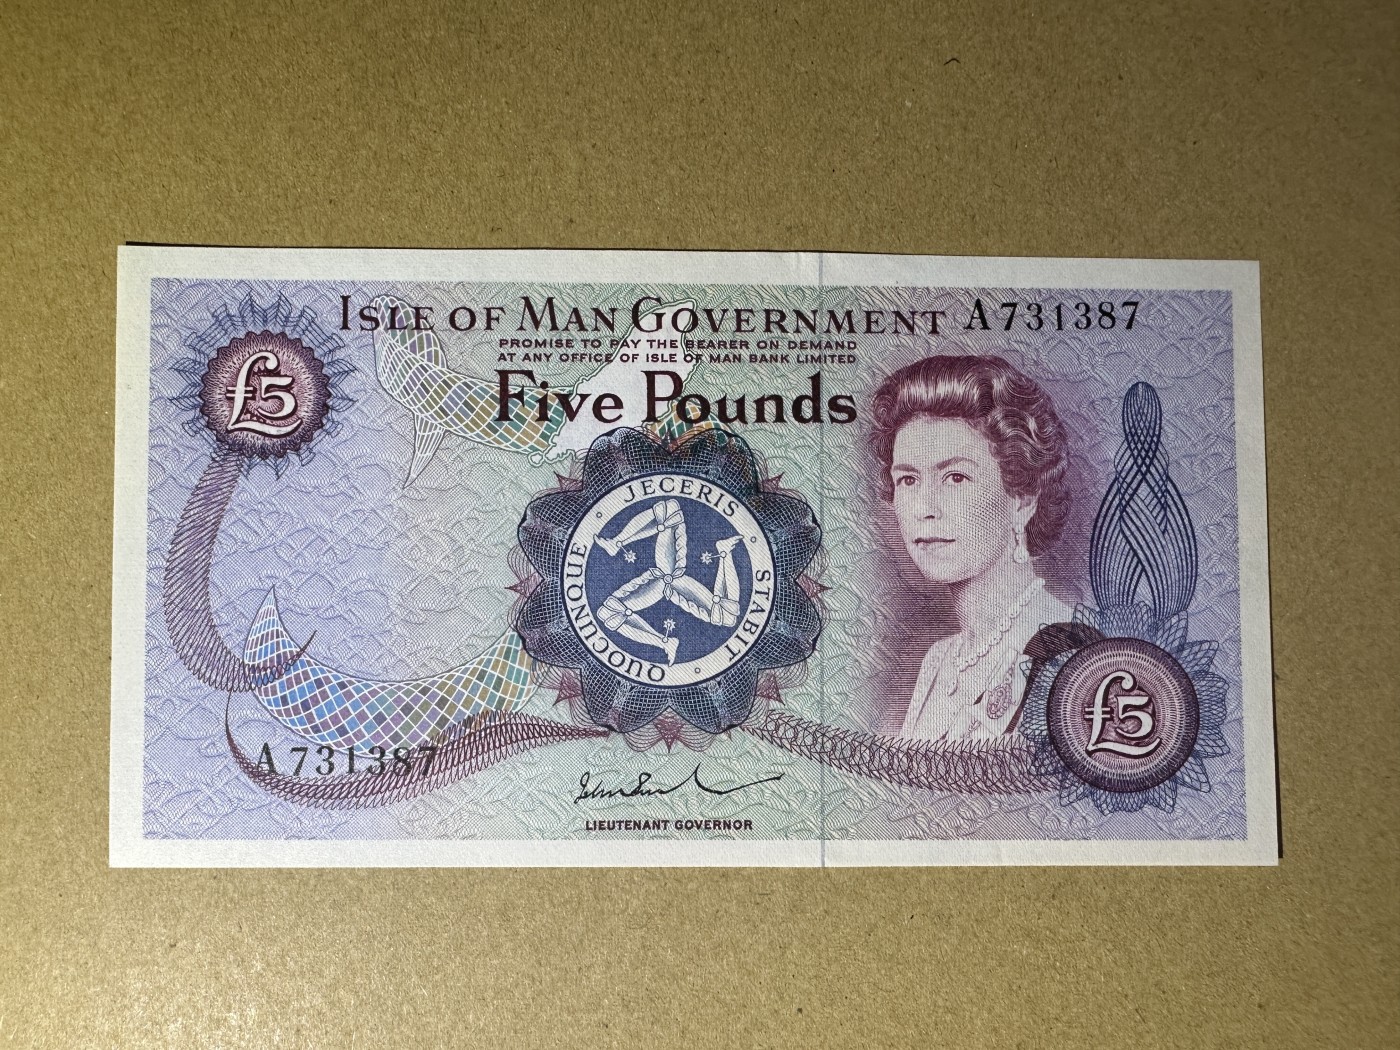 ISLE OF MAN GOVERNMENT A731387
PROMISE TO PAY THE BEARER ON DEMAND
AT ANY OFFICE OF ISLE OF MAN BANK LIMITED
£5
Five Pounds
QUOCUNQUE · JECERIS · STABIT ·
£5
A731387
LIEUTENANT GOVERNOR